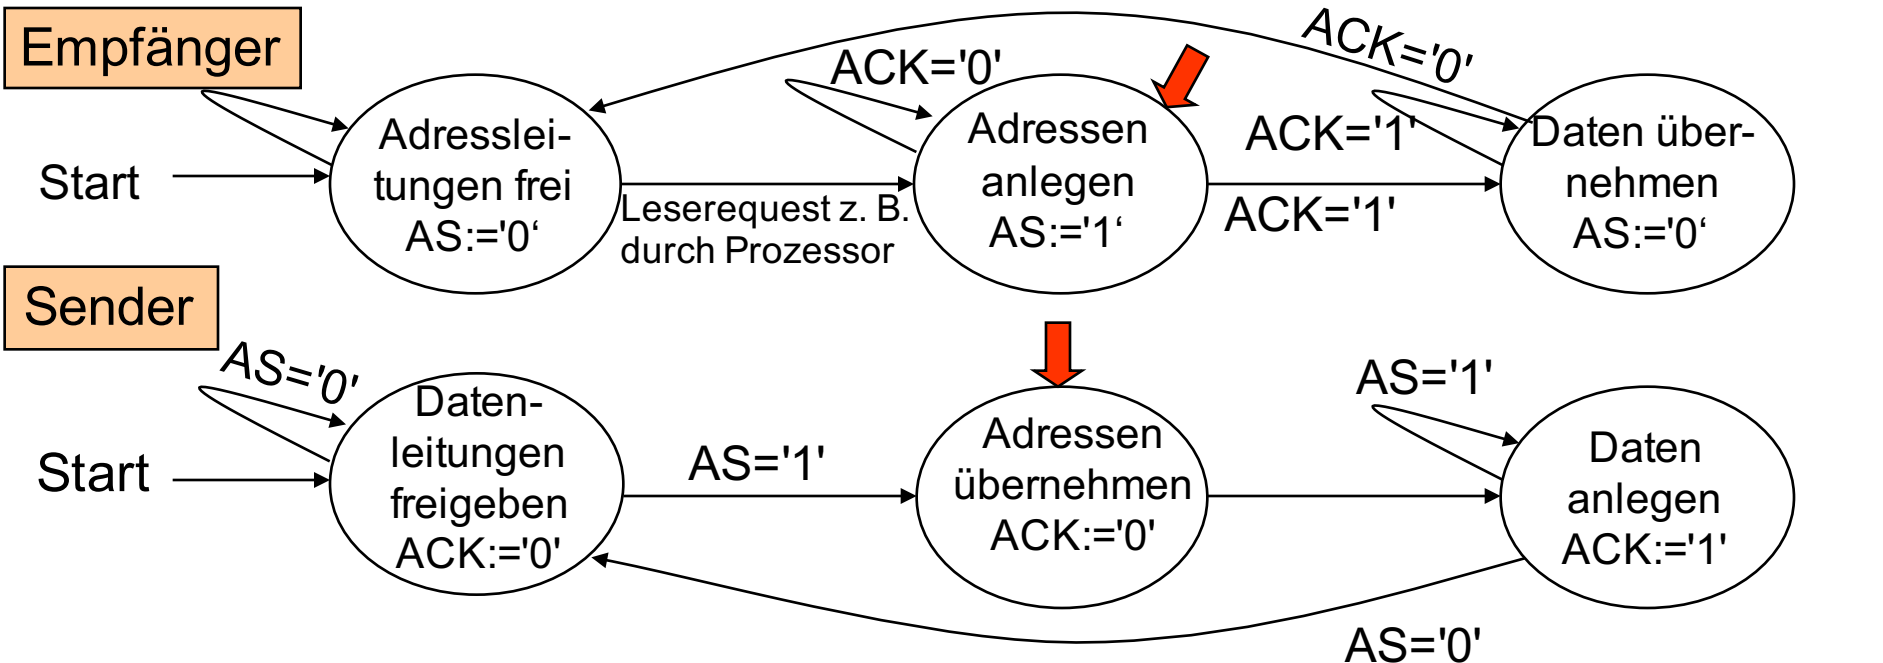 Empfänger
ACK='0'
ACK='0'
Start
Adresslei-
tungen frei
AS:='0‘
Leserequest z. B.
durch Prozessor
Adressen
anlegen
AS:='1‘
ACK='1'
ACK='1'
Daten über-
nehmen
AS:='0‘
Sender
AS='0'
Start
Daten-
leitungen
freigeben
ACK:='0'
AS='1'
Adressen
übernehmen
ACK:='0'
AS='1'
Daten
anlegen
ACK:='1'
AS='0'